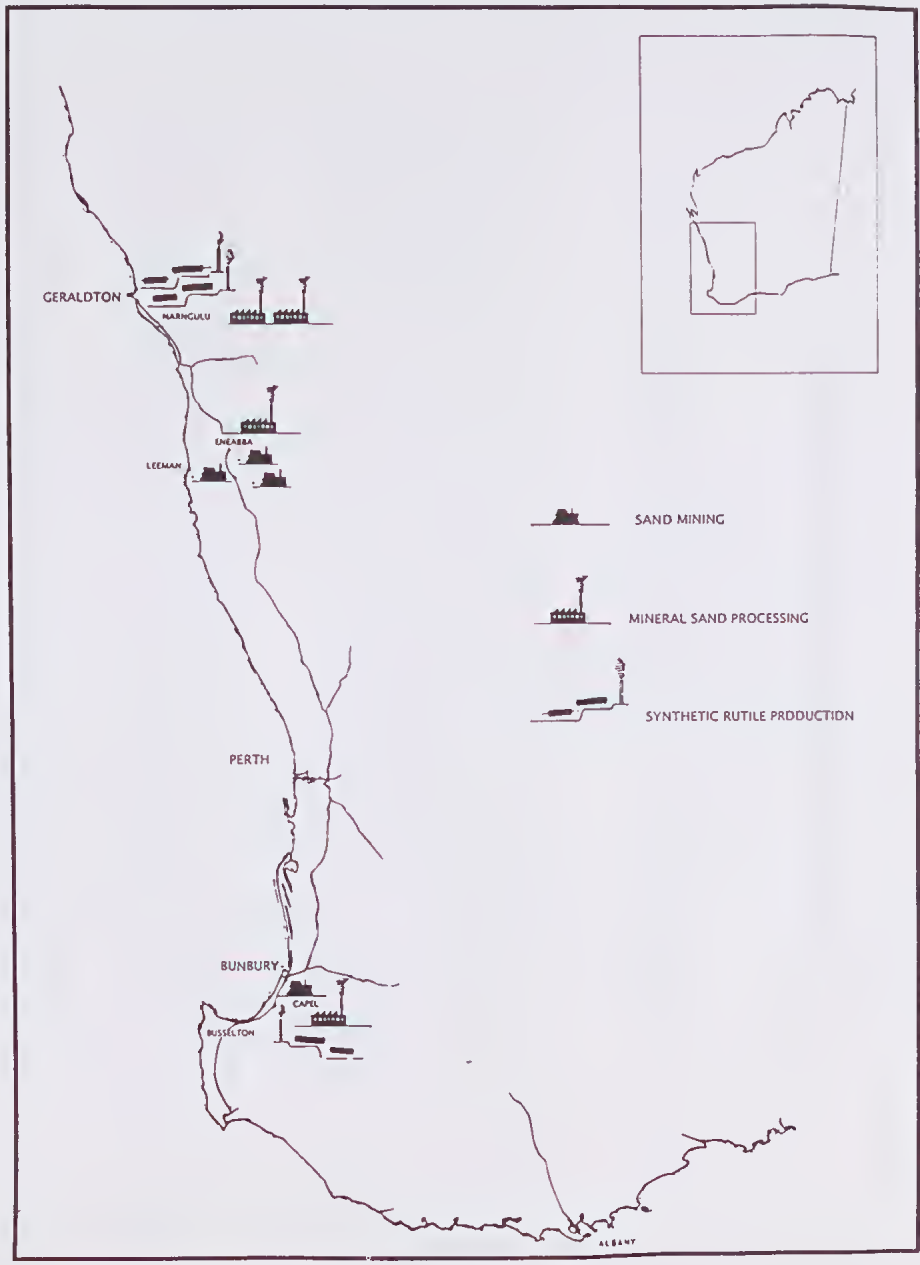 GERALDTON
NARNGULU
ENEABBA
LEEMAN
SAND MINING
MINERAL SAND PROCESSING
SYNTHETIC RUTILE PRODUCTION
PERTH
BUNBURY
CAPEL
BUSSELTON
ALBANY